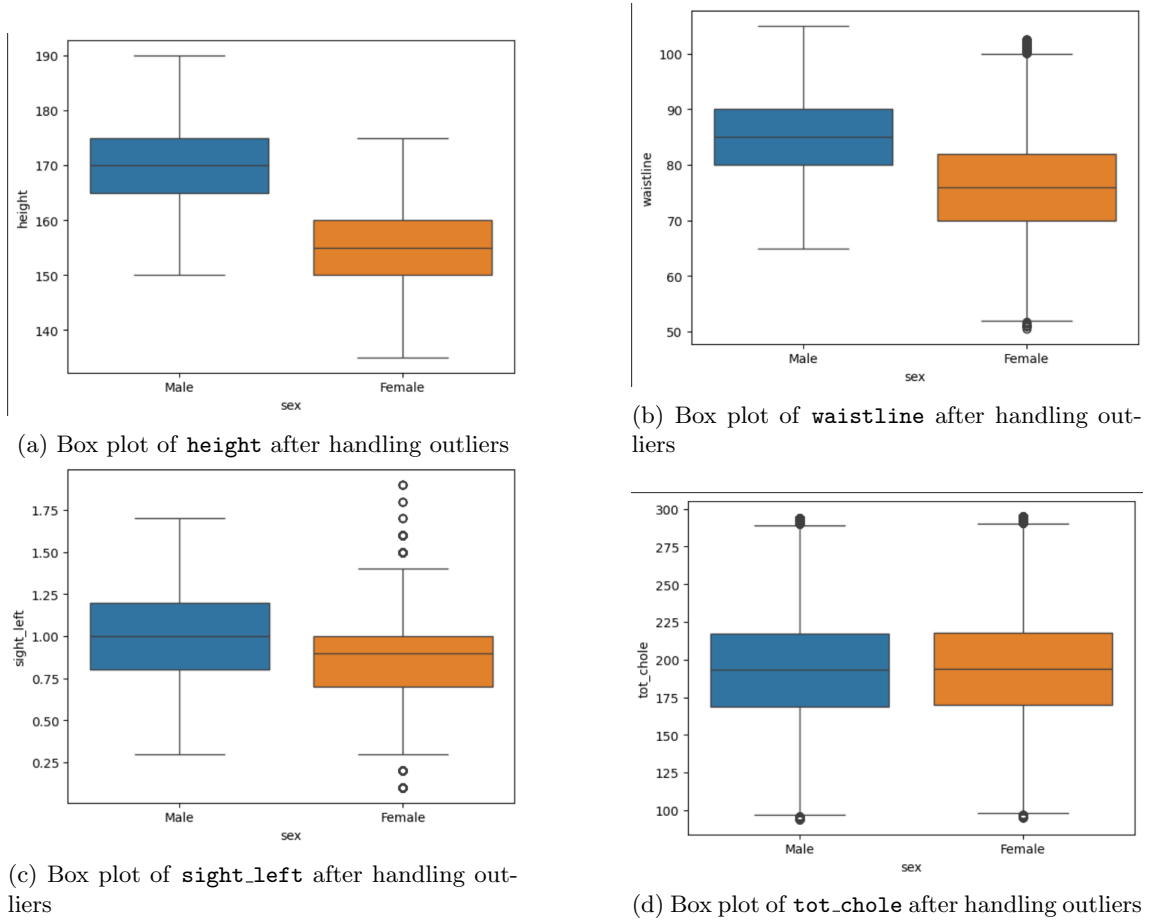 190
180
170
160
150
140
height
Male
Female
sex
(a) Box plot of height after handling outliers
100
90
80
70
60
50
waistline
Male
Female
sex
(b) Box plot of waistline after handling out-
liers
1.75
1.50
1.25
1.00
0.75
0.50
0.25
sight_left
Male
Female
sex
(c) Box plot of sight_left after handling out-
liers
300
275
250
225
200
175
150
125
100
tot_chole
Male
Female
sex
(d) Box plot of tot_chole after handling outliers